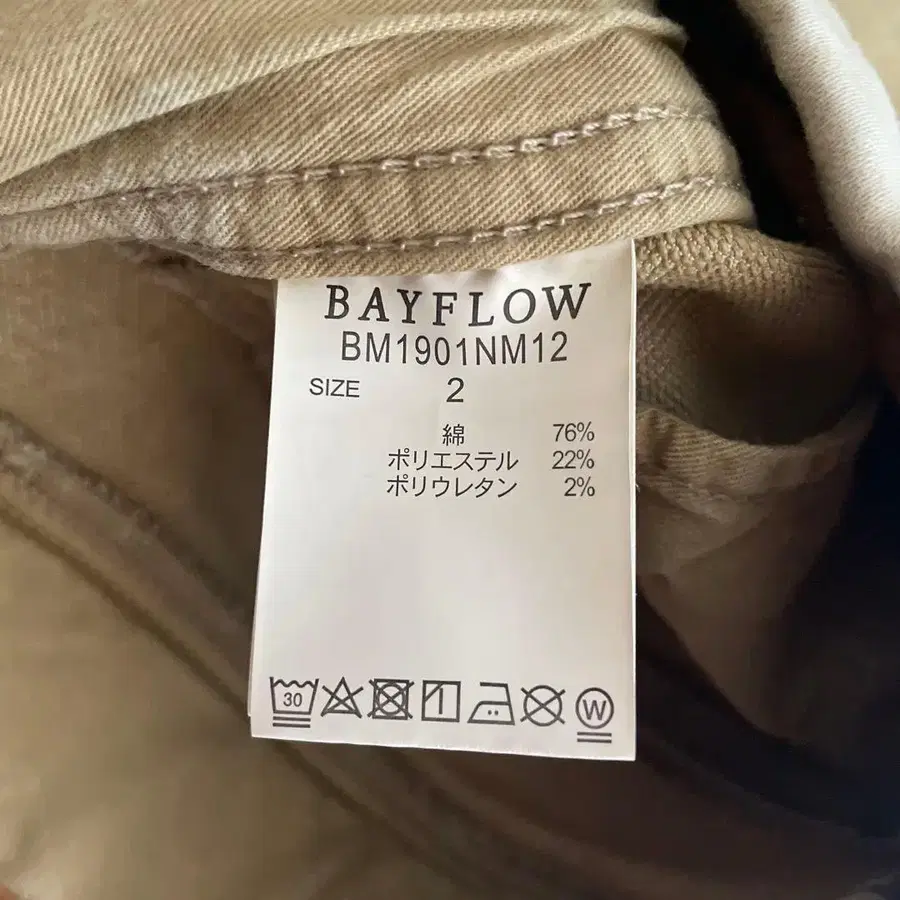 BAYFLOW
BM1901NM12
SIZE 2
綿 76%
ポリエステル 22%
ポリウレタン 2%
30 W